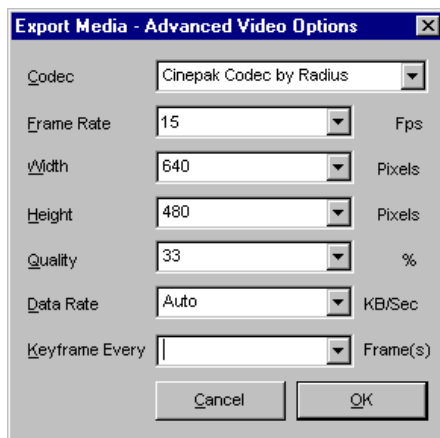 Export Media - Advanced Video Options
Codec Cinepak Codec by Radius
Frame Rate 15 Fps
Width 640 Pixels
Height 480 Pixels
Quality 33 %
Data Rate Auto KB/Sec
Keyframe Every Frame(s)
Cancel OK